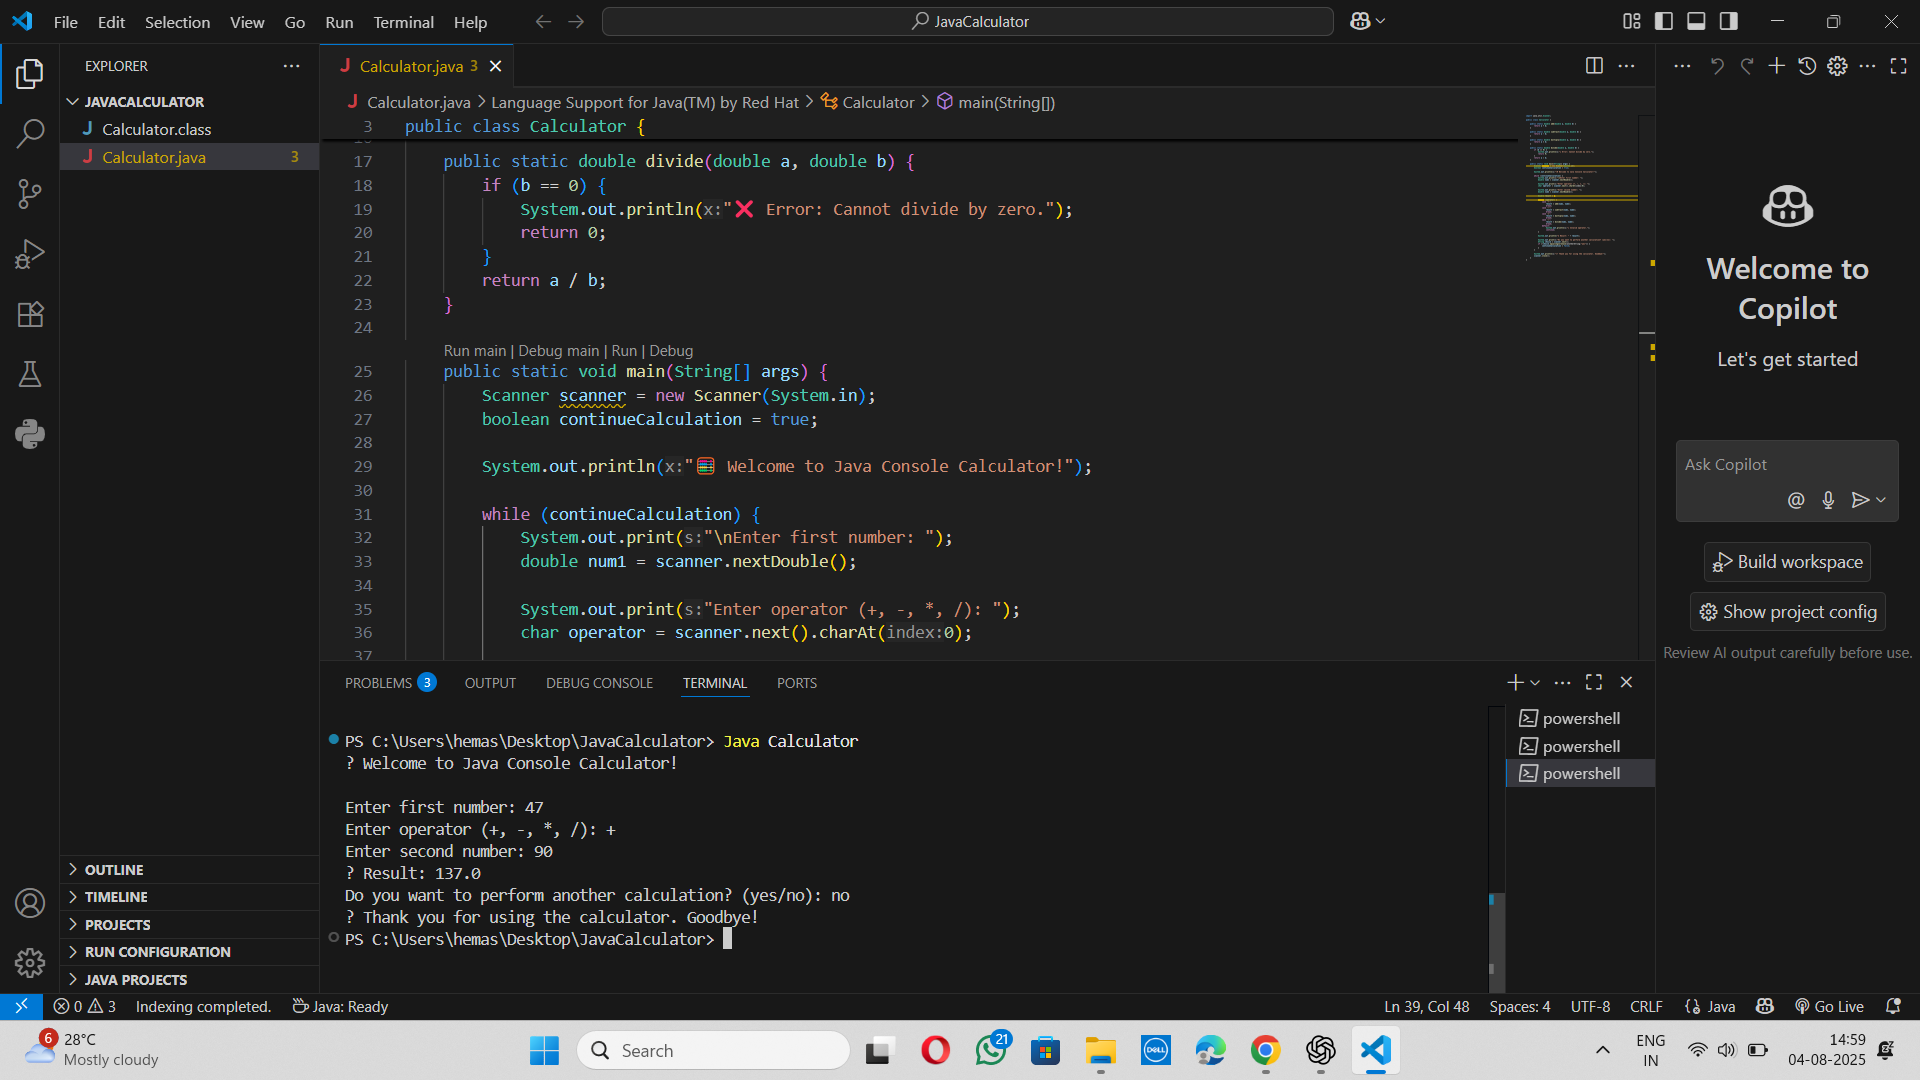 File Edit Selection View Go Run Terminal Help
JavaCalculator
EXPLORER
JAVACALCULATOR
J Calculator.class
J Calculator.java 3
OUTLINE
TIMELINE
PROJECTS
RUN CONFIGURATION
JAVA PROJECTS
J Calculator.java 3
J Calculator.java > Language Support for Java(TM) by Red Hat > Calculator > main(String[])
3 public class Calculator {
17 public static double divide(double a, double b) {
18 if (b == 0) {
19 System.out.println(x:"❌ Error: Cannot divide by zero.");
20 return 0;
21 }
22 return a / b;
23 }
24
Run main | Debug main | Run | Debug
25 public static void main(String[] args) {
26 Scanner scanner = new Scanner(System.in);
27 boolean continueCalculation = true;
28
29 System.out.println(x:"🧮 Welcome to Java Console Calculator!");
30
31 while (continueCalculation) {
32 System.out.print(s:"\nEnter first number: ");
33 double num1 = scanner.nextDouble();
34
35 System.out.print(s:"Enter operator (+, -, *, /): ");
36 char operator = scanner.next().charAt(index:0);
37
PROBLEMS 3 OUTPUT DEBUG CONSOLE TERMINAL PORTS
PS C:\Users\hemas\Desktop\JavaCalculator> Java Calculator
? Welcome to Java Console Calculator!
Enter first number: 47
Enter operator (+, -, *, /): +
Enter second number: 90
? Result: 137.0
Do you want to perform another calculation? (yes/no): no
? Thank you for using the calculator. Goodbye!
PS C:\Users\hemas\Desktop\JavaCalculator>
powershell
powershell
powershell
Welcome to
Copilot
Let's get started
Ask Copilot
Build workspace
Show project config
Review AI output carefully before use.
0 3 Indexing completed. Java: Ready
Ln 39, Col 48 Spaces: 4 UTF-8 CRLF Java Go Live
6
28°C
Mostly cloudy
Search
21
DELL
ENG
IN
14:59
04-08-2025